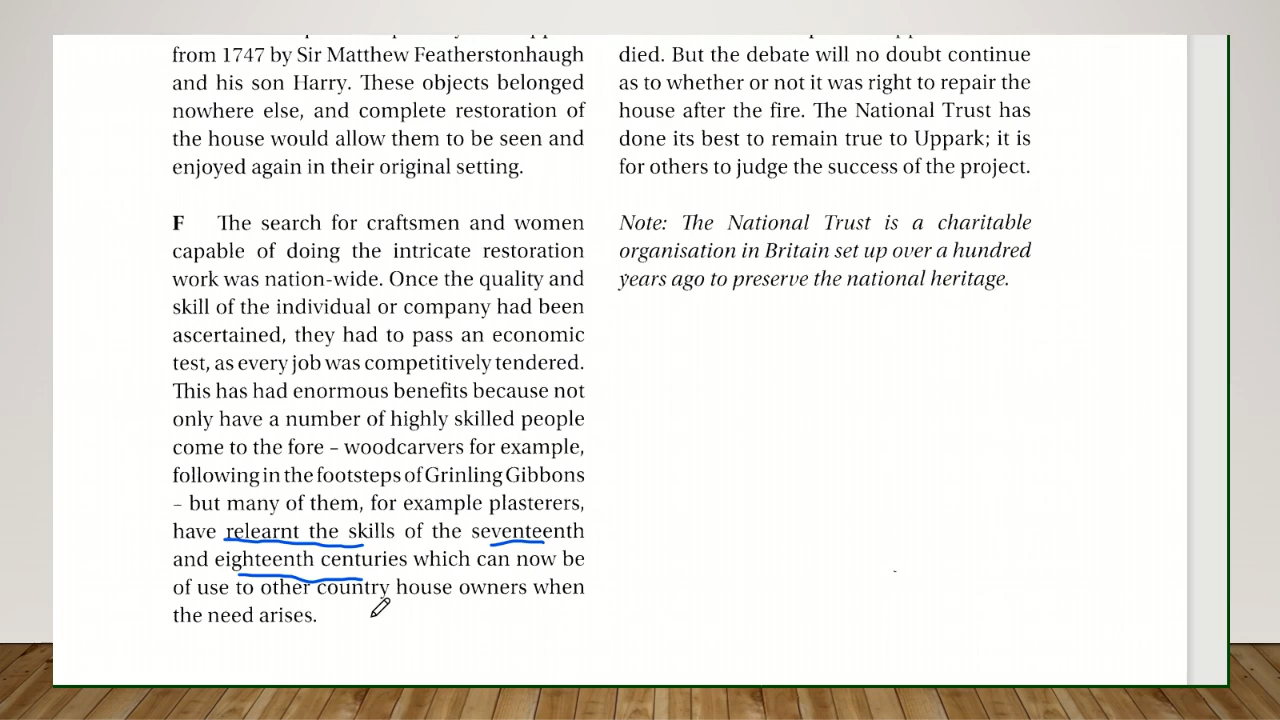 from 1747 by Sir Matthew Featherstonhaugh
and his son Harry. These objects belonged
nowhere else, and complete restoration of
the house would allow them to be seen and
enjoyed again in their original setting.
F The search for craftsmen and women
capable of doing the intricate restoration
work was nation-wide. Once the quality and
skill of the individual or company had been
ascertained, they had to pass an economic
test, as every job was competitively tendered.
This has had enormous benefits because not
only have a number of highly skilled people
come to the fore – woodcarvers for example,
following in the footsteps of Grinling Gibbons
– but many of them, for example plasterers,
have relearnt the skills of the seventeenth
and eighteenth centuries which can now be
of use to other country house owners when
the need arises.
died. But the debate will no doubt continue
as to whether or not it was right to repair the
house after the fire. The National Trust has
done its best to remain true to Uppark; it is
for others to judge the success of the project.
Note: The National Trust is a charitable
organisation in Britain set up over a hundred
years ago to preserve the national heritage.